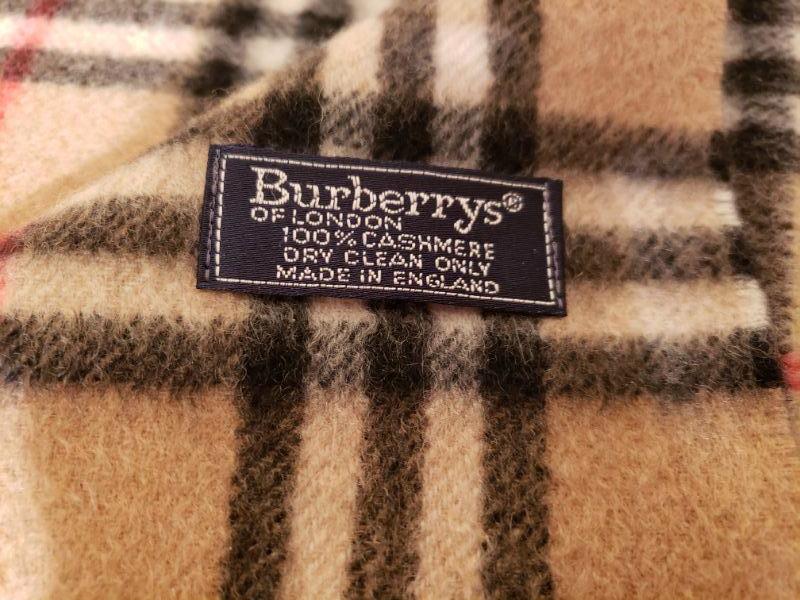 Burberrys®
OF LONDON
100% CASHMERE
DRY CLEAN ONLY
MADE IN ENGLAND